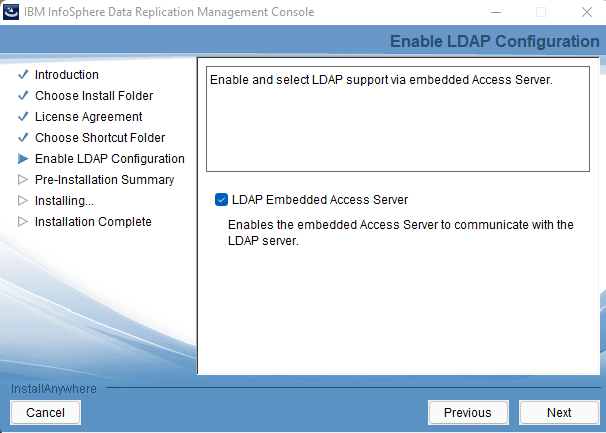 IBM InfoSphere Data Replication Management Console
Enable LDAP Configuration
Introduction
Choose Install Folder
License Agreement
Choose Shortcut Folder
Enable LDAP Configuration
Pre-Installation Summary
Installing...
Installation Complete
Enable and select LDAP support via embedded Access Server.
LDAP Embedded Access Server
Enables the embedded Access Server to communicate with the
LDAP server.
InstallAnywhere
Cancel
Previous
Next